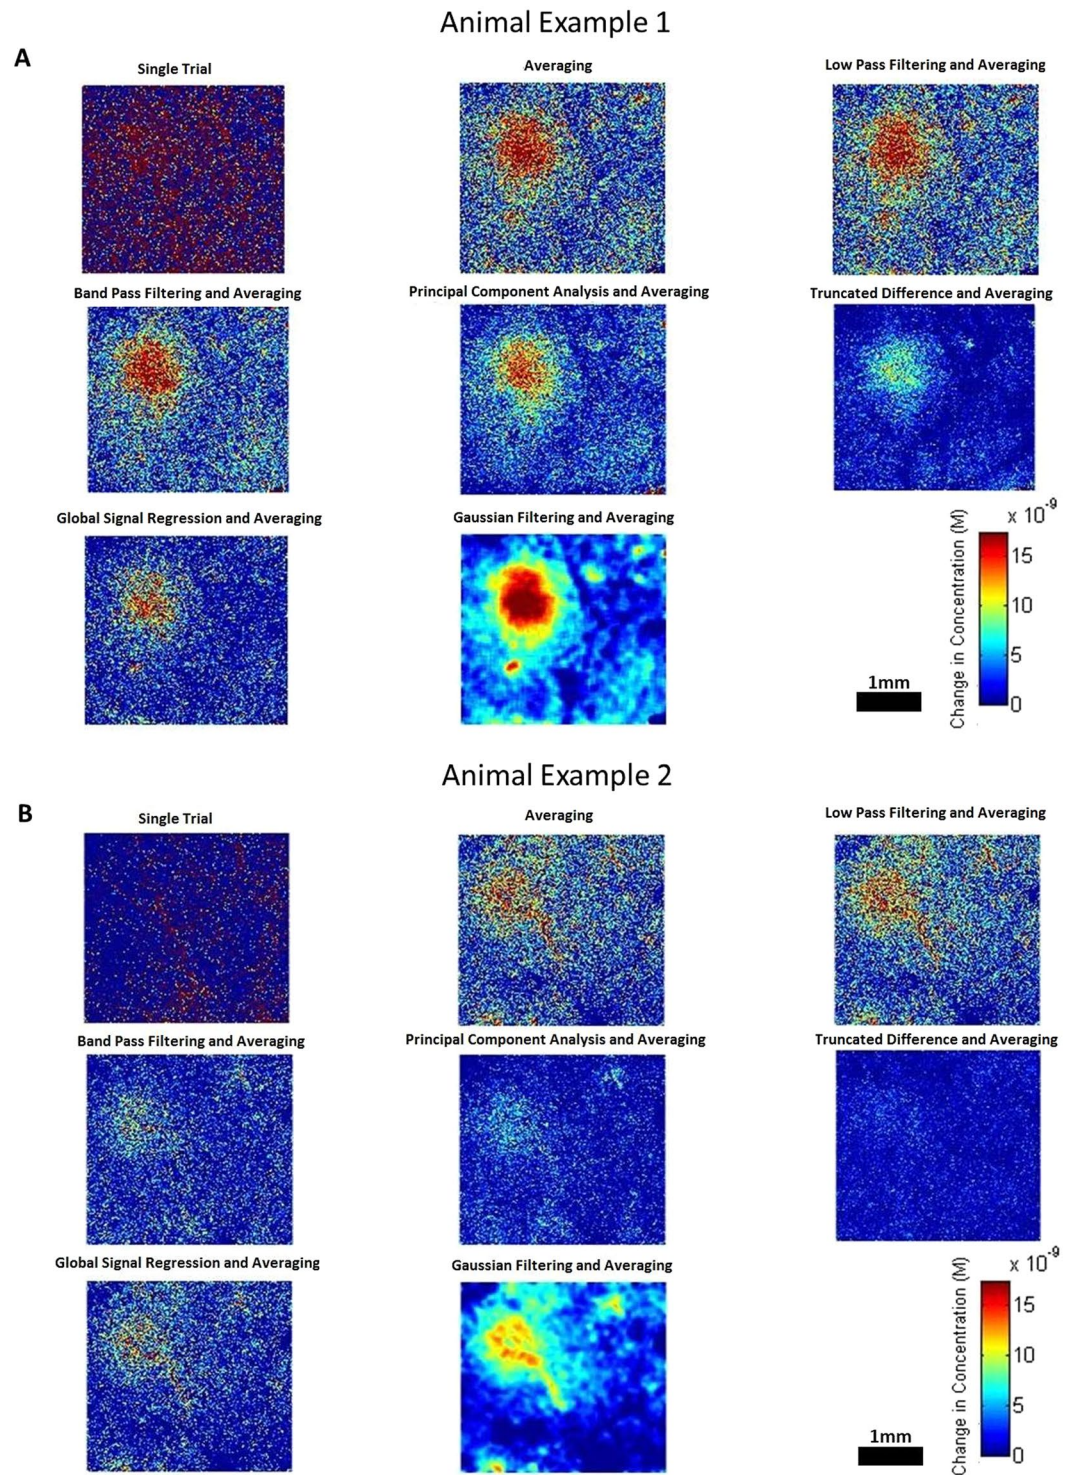 Animal Example 1
A
Single Trial
Averaging
Low Pass Filtering and Averaging
Band Pass Filtering and Averaging
Principal Component Analysis and Averaging
Truncated Difference and Averaging
Global Signal Regression and Averaging
Gaussian Filtering and Averaging
x 10⁻⁹
15
10
5
0
Change in Concentration (M)
1mm
Animal Example 2
B
Single Trial
Averaging
Low Pass Filtering and Averaging
Band Pass Filtering and Averaging
Principal Component Analysis and Averaging
Truncated Difference and Averaging
Global Signal Regression and Averaging
Gaussian Filtering and Averaging
x 10⁻⁹
15
10
5
0
Change in Concentration (M)
1mm